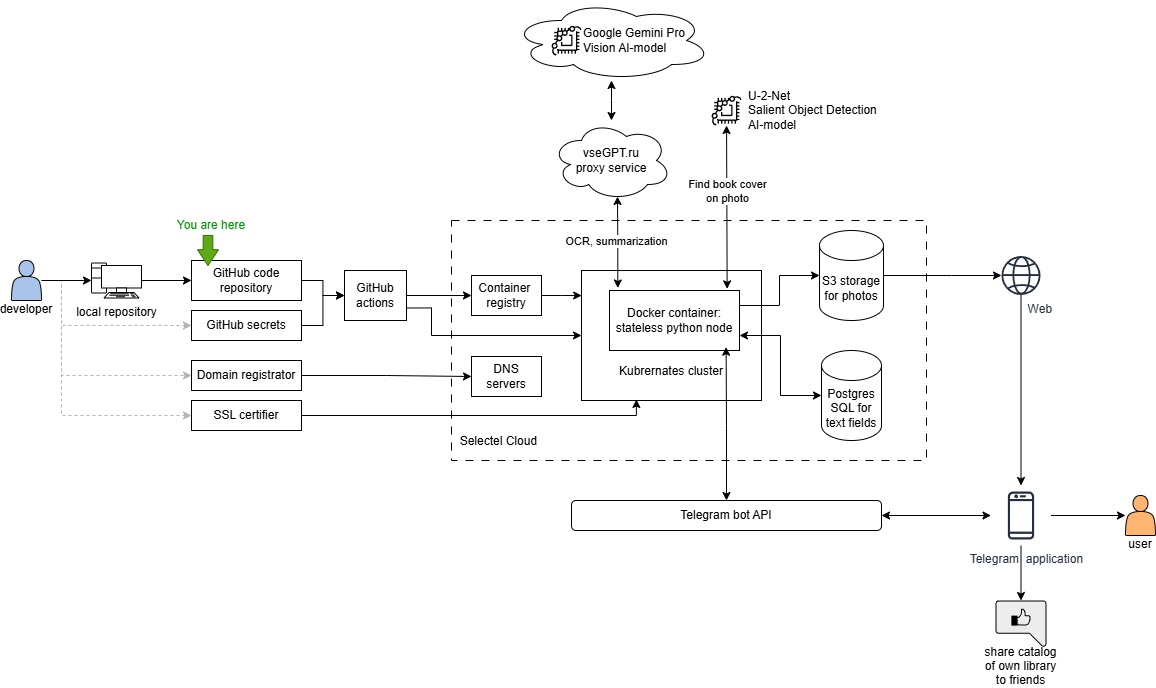 Google Gemini Pro
Vision AI-model
U-2-Net
Salient Object Detection
AI-model
vseGPT.ru
proxy service
Find book cover
on photo
You are here
OCR, summarization
developer
local repository
GitHub code
repository
GitHub secrets
GitHub
actions
Domain registrator
SSL certifier
Container
registry
DNS
servers
Docker container:
stateless python node
Kubrernates cluster
Selectel Cloud
S3 storage
for photos
Postgres
SQL for
text fields
Web
Telegram bot API
Telegram application
user
share catalog
of own library
to friends